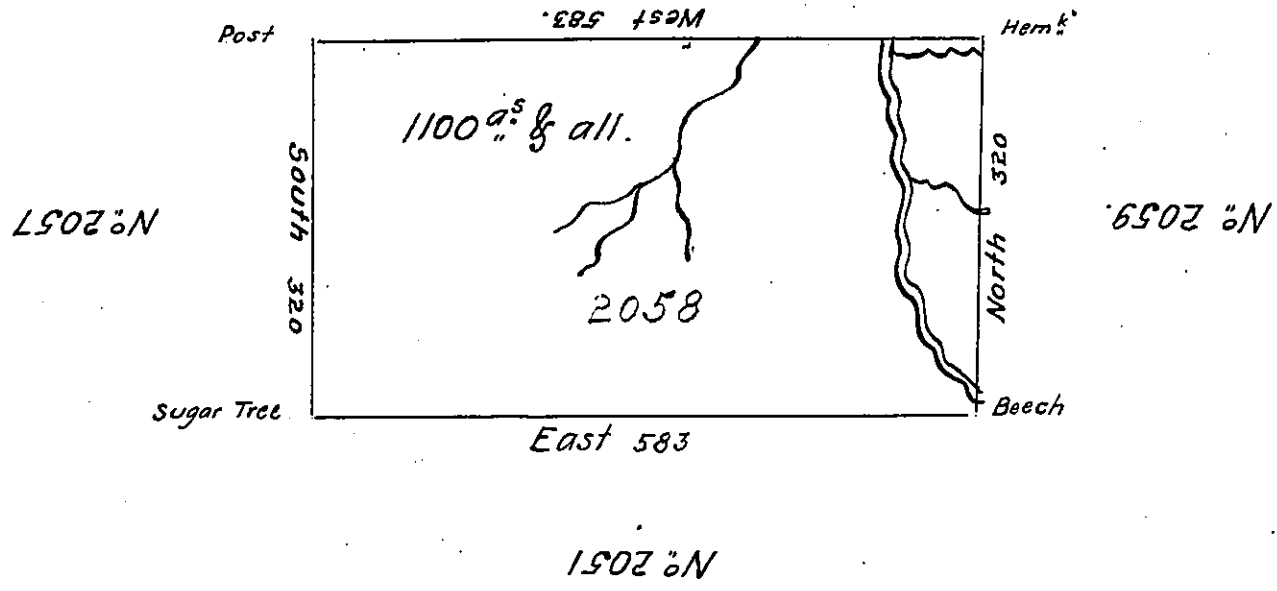 West 583.
Post
Hemk.
1100 as. & all.
South 320
North 320
No. 2057
No. 2059.
2058
Sugar Tree
Beech
East 583
No. 2051